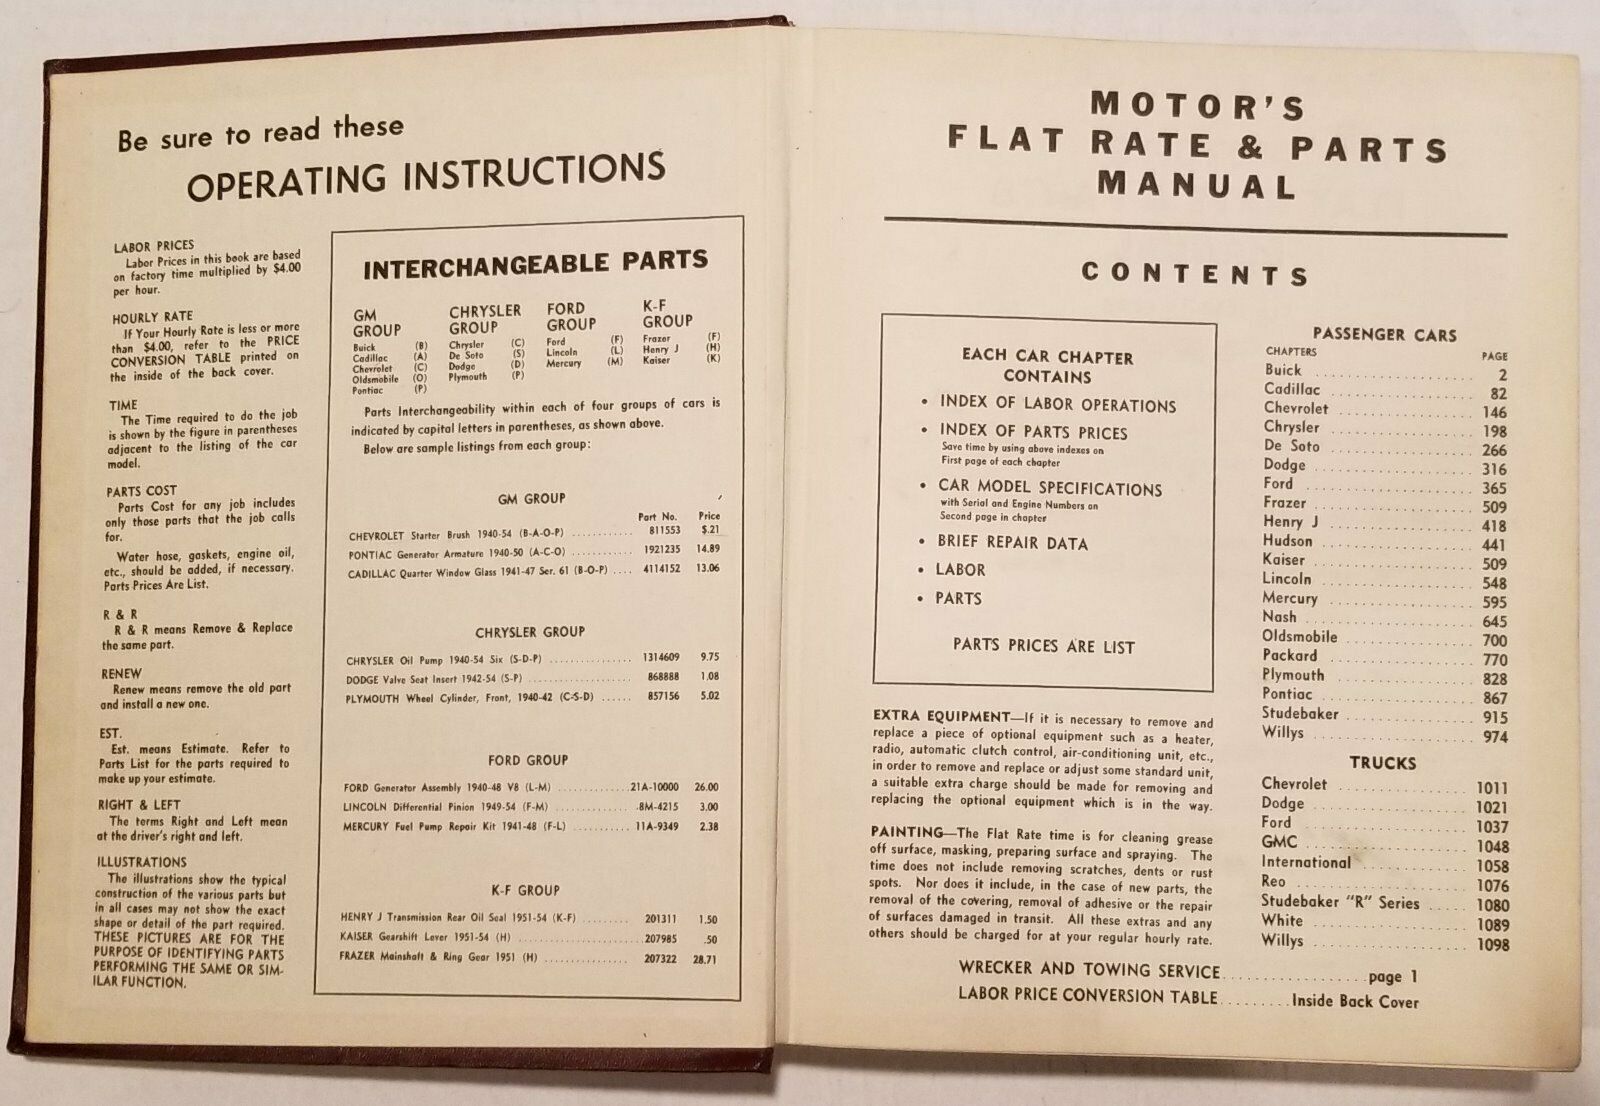 Be sure to read these
OPERATING INSTRUCTIONS
LABOR PRICES
Labor Prices in this book are based
on factory time multiplied by $4.00
per hour.
HOURLY RATE
If Your Hourly Rate is less or more
than $4.00, refer to the PRICE
CONVERSION TABLE printed on
the inside of the back cover.
TIME
The Time required to do the job
is shown by the figure in parentheses
adjacent to the listing of the car
model.
PARTS COST
Parts Cost for any job includes
only those parts that the job calls
for.
Water hose, gaskets, engine oil,
etc., should be added, if necessary.
Parts Prices Are List.
R & R
R & R means Remove & Replace
the same part.
RENEW
Renew means remove the old part
and install a new one.
EST.
Est. means Estimate. Refer to
Parts List for the parts required to
make up your estimate.
RIGHT & LEFT
The terms Right and Left mean
at the driver's right and left.
ILLUSTRATIONS
The illustrations show the typical
construction of the various parts but
in all cases may not show the exact
shape or detail of the part required.
THESE PICTURES ARE FOR THE
PURPOSE OF IDENTIFYING PARTS
PERFORMING THE SAME OR SIM-
ILAR FUNCTION.
INTERCHANGEABLE PARTS
GM GROUP
Buick (B)
Cadillac (A)
Chevrolet (C)
Oldsmobile (O)
Pontiac (P)
CHRYSLER GROUP
Chrysler (C)
De Soto (S)
Dodge (D)
Plymouth (P)
FORD GROUP
Ford (F)
Lincoln (L)
Mercury (M)
K-F GROUP
Frazer (F)
Henry J (H)
Kaiser (K)
Parts Interchangeability within each of four groups of cars is
indicated by capital letters in parentheses, as shown above.
Below are sample listings from each group:
GM GROUP
Part No. Price
CHEVROLET Starter Brush 1940-54 (B-A-O-P) ............ 811553 $.21
PONTIAC Generator Armature 1940-50 (A-C-O) ............ 1921235 14.89
CADILLAC Quarter Window Glass 1941-47 Ser. 61 (B-O-P) .... 4114152 13.06
CHRYSLER GROUP
CHRYSLER Oil Pump 1940-54 Six (S-D-P) ................ 1314609 9.75
DODGE Valve Seat Insert 1942-54 (S-P) .................... 868888 1.08
PLYMOUTH Wheel Cylinder, Front, 1940-42 (C-S-D) ...... 857156 5.02
FORD GROUP
FORD Generator Assembly 1940-48 V8 (L-M) ............... 21A-10000 26.00
LINCOLN Differential Pinion 1949-54 (F-M) ............... 8M-4215 3.00
MERCURY Fuel Pump Repair Kit 1941-48 (F-L) ........... 11A-9349 2.38
K-F GROUP
HENRY J Transmission Rear Oil Seal 1951-54 (K-F) ......... 201311 1.50
KAISER Gearshift Lever 1951-54 (H) ........................ 207985 .50
FRAZER Mainshaft & Ring Gear 1951 (H) ................ 207322 28.71
MOTOR'S
FLAT RATE & PARTS
MANUAL
CONTENTS
EACH CAR CHAPTER
CONTAINS
• INDEX OF LABOR OPERATIONS
• INDEX OF PARTS PRICES
Save time by using above indexes on
First page of each chapter
• CAR MODEL SPECIFICATIONS
with Serial and Engine Numbers on
Second page in chapter
• BRIEF REPAIR DATA
• LABOR
• PARTS
PARTS PRICES ARE LIST
EXTRA EQUIPMENT—If it is necessary to remove and
replace a piece of optional equipment such as a heater,
radio, automatic clutch control, air-conditioning unit, etc.,
in order to remove and replace or adjust some standard unit,
a suitable extra charge should be made for removing and
replacing the optional equipment which is in the way.
PAINTING—The Flat Rate time is for cleaning grease
off surface, masking, preparing surface and spraying. The
time does not include removing scratches, dents or rust
spots. Nor does it include, in the case of new parts, the
removal of the covering, removal of adhesive or the repair
of surfaces damaged in transit. All these extras and any
others should be charged for at your regular hourly rate.
PASSENGER CARS
CHAPTERS PAGE
Buick .................... 2
Cadillac .................. 82
Chevrolet ................. 146
Chrysler .................. 198
De Soto .................. 266
Dodge .................... 316
Ford ..................... 365
Frazer .................... 509
Henry J .................. 418
Hudson ................... 441
Kaiser .................... 509
Lincoln ................... 548
Mercury .................. 595
Nash ..................... 645
Oldsmobile ................ 700
Packard ................... 770
Plymouth ................. 828
Pontiac ................... 867
Studebaker ................ 915
Willys .................... 974
TRUCKS
Chevrolet ................. 1011
Dodge .................... 1021
Ford ..................... 1037
GMC ..................... 1048
International .............. 1058
Reo ...................... 1076
Studebaker "R" Series ..... 1080
White .................... 1089
Willys .................... 1098
WRECKER AND TOWING SERVICE .................. page 1
LABOR PRICE CONVERSION TABLE ......... Inside Back Cover